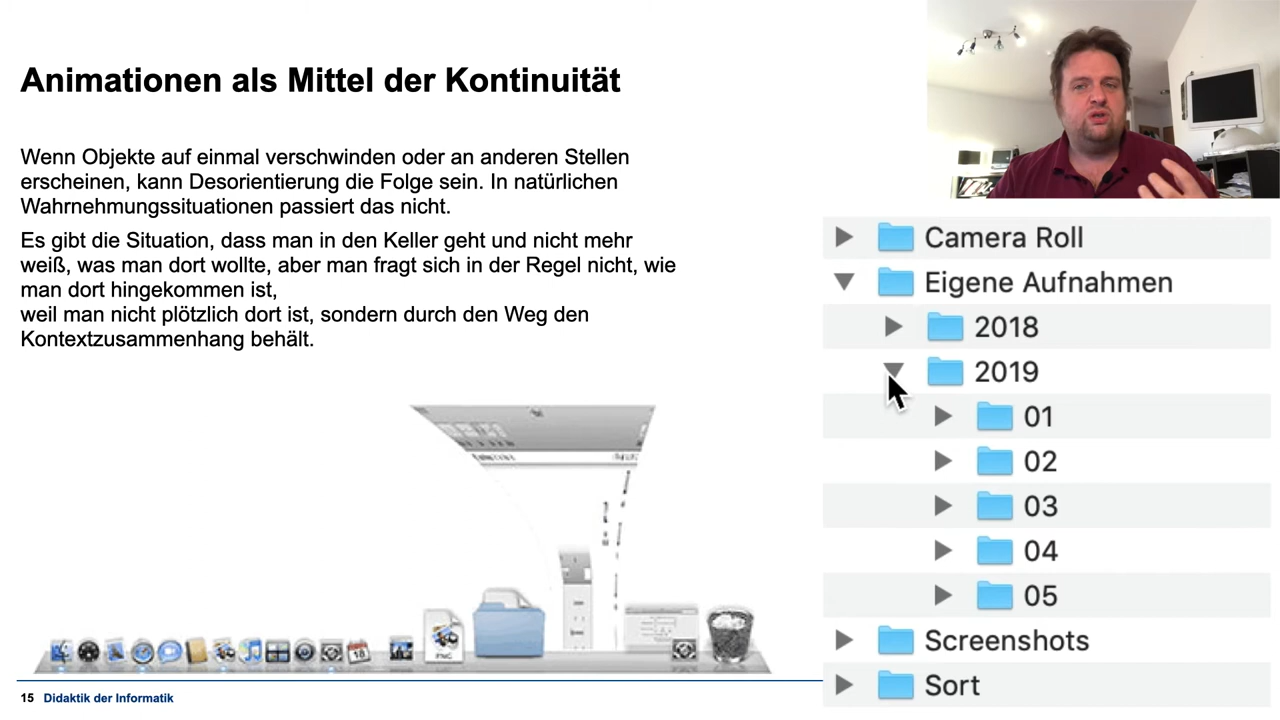 Animationen als Mittel der Kontinuität
Wenn Objekte auf einmal verschwinden oder an anderen Stellen
erscheinen, kann Desorientierung die Folge sein. In natürlichen
Wahrnehmungssituationen passiert das nicht.
Es gibt die Situation, dass man in den Keller geht und nicht mehr
weiß, was man dort wollte, aber man fragt sich in der Regel nicht, wie
man dort hingekommen ist,
weil man nicht plötzlich dort ist, sondern durch den Weg den
Kontextzusammenhang behält.
Camera Roll
Eigene Aufnahmen
2018
2019
01
02
03
04
05
Screenshots
Sort
18
PNG
15 Didaktik der Informatik